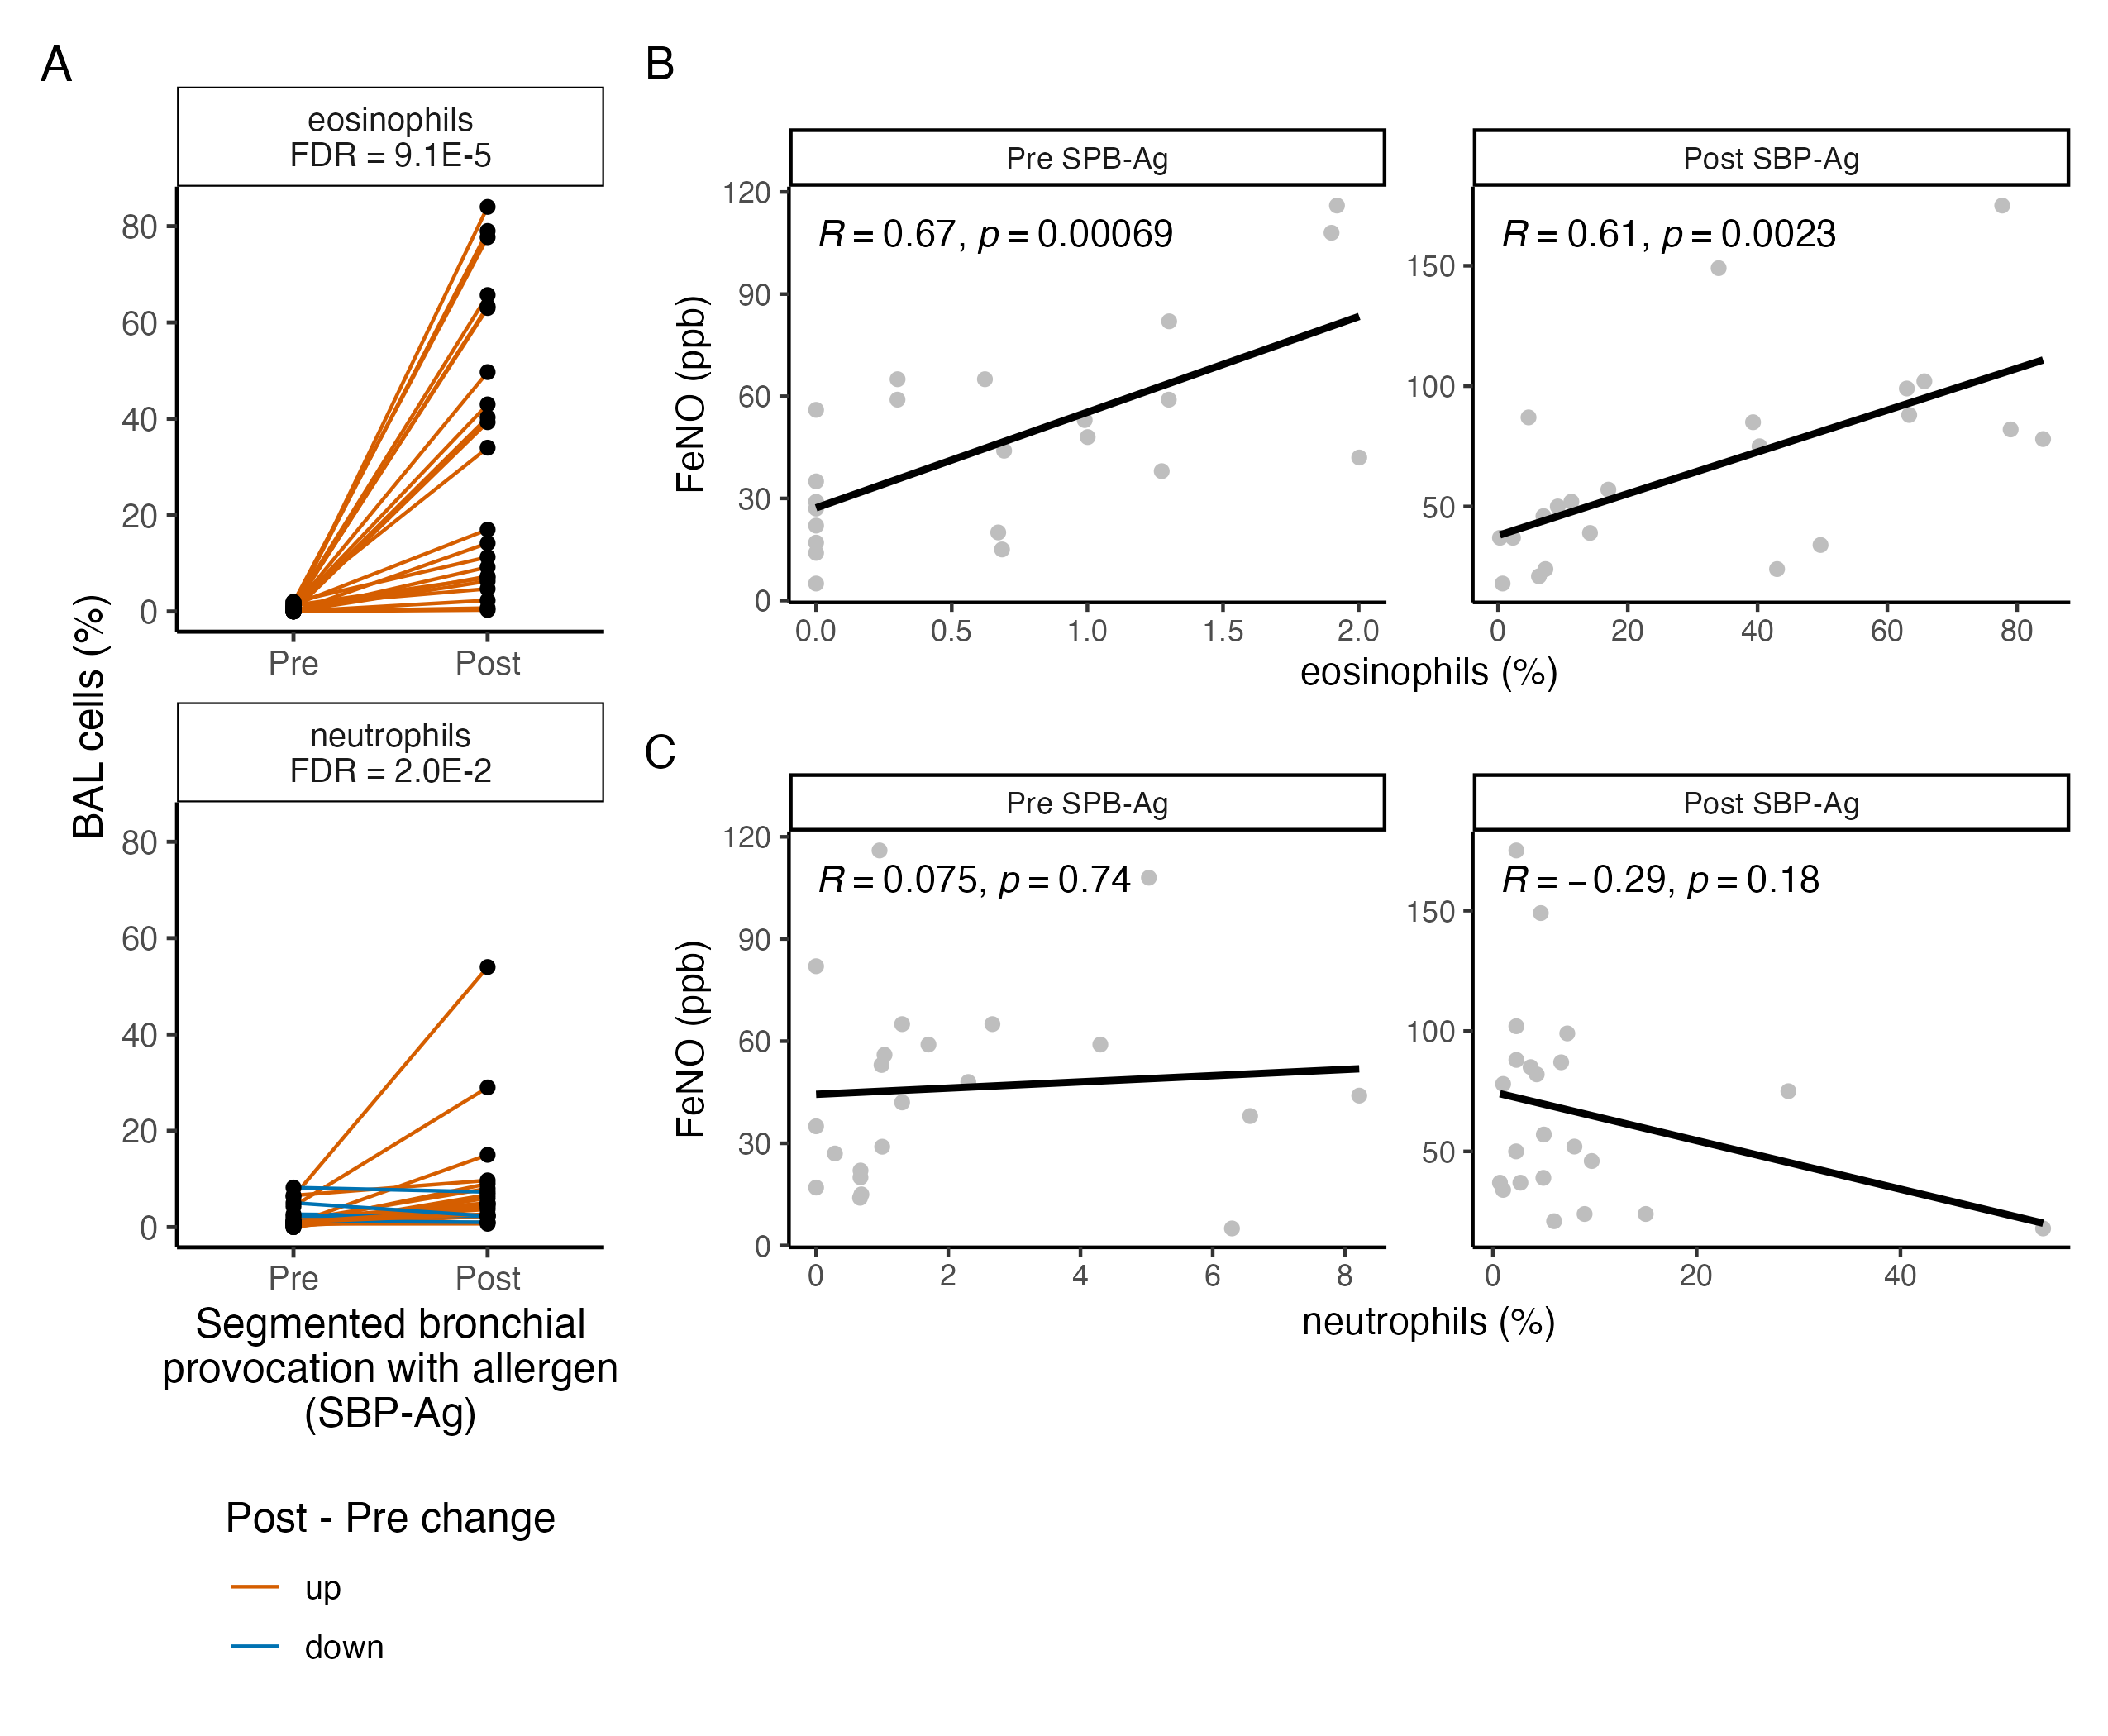 A
eosinophils
FDR = 9.1E-5
80
60
40
20
0
Pre
Post
BAL cells (%)
neutrophils
FDR = 2.0E-2
80
60
40
20
0
Pre
Post
Segmented bronchial
provocation with allergen
(SBP-Ag)
Post - Pre change
up
down
B
Pre SPB-Ag
R = 0.67, p = 0.00069
120
90
60
30
0
FeNO (ppb)
0.0
0.5
1.0
1.5
2.0
Post SBP-Ag
R = 0.61, p = 0.0023
150
100
50
0
20
40
60
80
eosinophils (%)
C
Pre SPB-Ag
R = 0.075, p = 0.74
120
90
60
30
0
FeNO (ppb)
0
2
4
6
8
Post SBP-Ag
R = −0.29, p = 0.18
150
100
50
0
20
40
neutrophils (%)